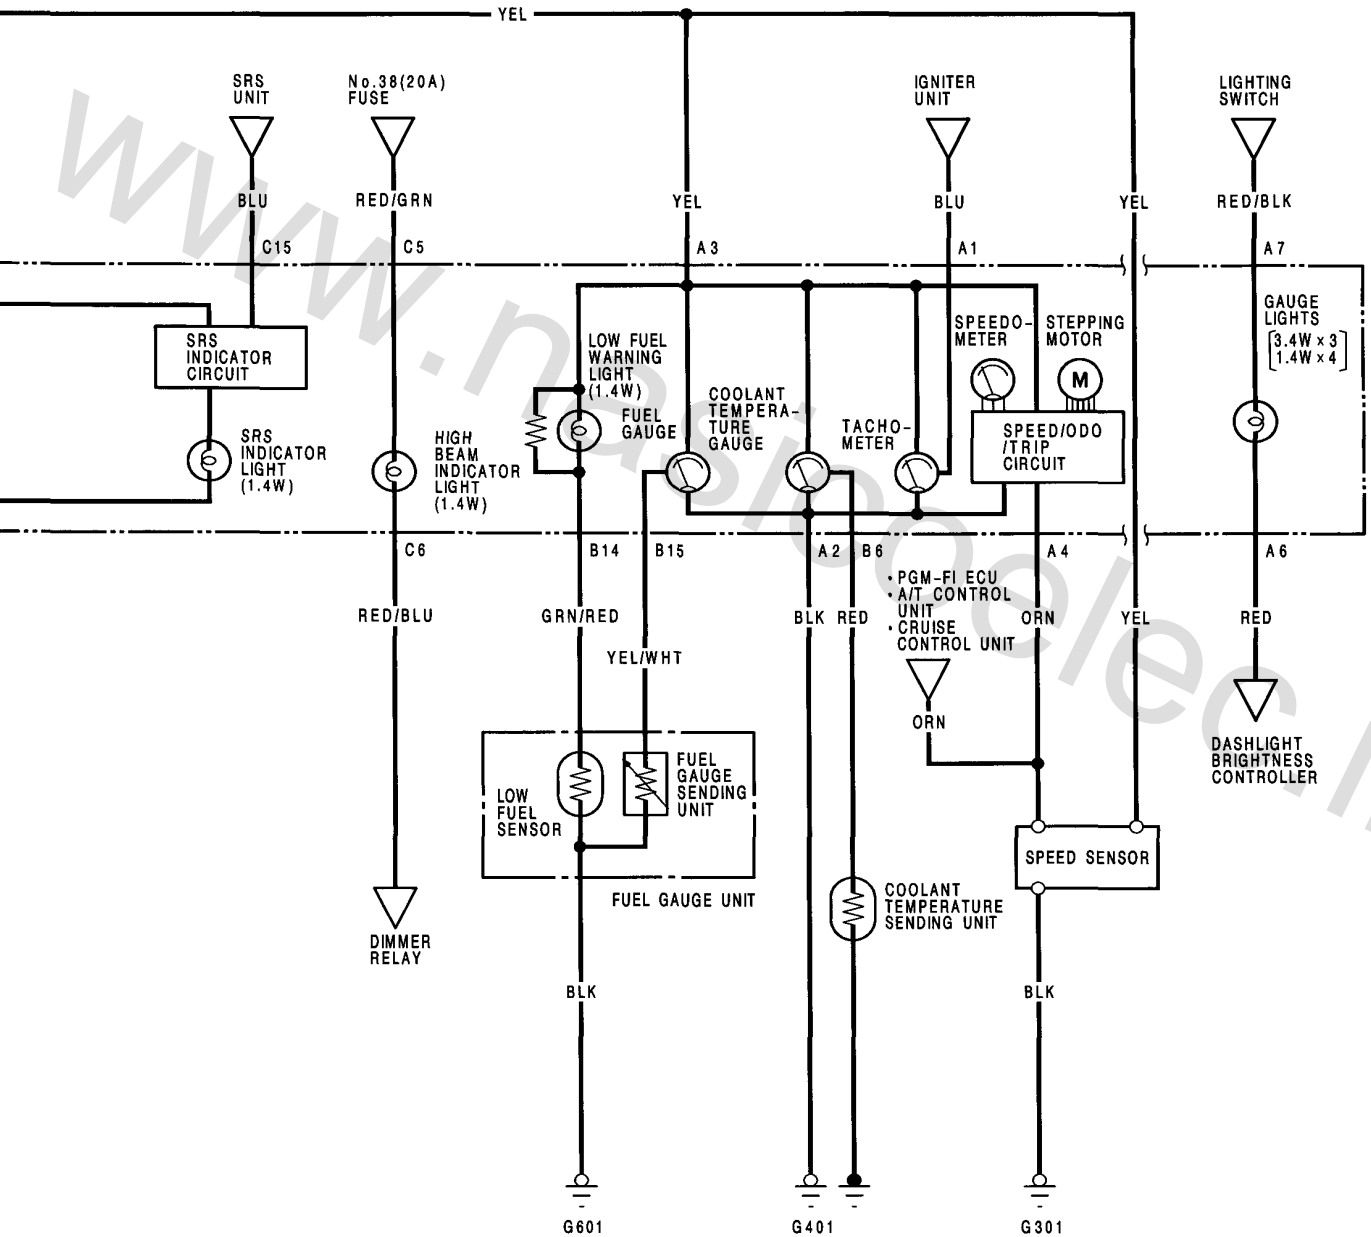 YEL
SRS
UNIT
No.38(20A)
FUSE
IGNITER
UNIT
LIGHTING
SWITCH
BLU
RED/GRN
YEL
BLU
YEL
RED/BLK
C15
C5
A3
A1
A7
SRS
INDICATOR
CIRCUIT
SRS
INDICATOR
LIGHT
(1.4W)
HIGH
BEAM
INDICATOR
LIGHT
(1.4W)
LOW FUEL
WARNING
LIGHT
(1.4W)
FUEL
GAUGE
COOLANT
TEMPERA-
TURE
GAUGE
TACHO-
METER
SPEEDO-
METER
STEPPING
MOTOR
M
SPEED/ODO
/TRIP
CIRCUIT
GAUGE
LIGHTS
[3.4W×3
1.4W×4]
C6
B14
B15
A2
B6
A4
A6
RED/BLU
GRN/RED
YEL/WHT
BLK
RED
• PGM-FI ECU
• A/T CONTROL
UNIT
• CRUISE
CONTROL UNIT
ORN
ORN
YEL
RED
DASHLIGHT
BRIGHTNESS
CONTROLLER
LOW
FUEL
SENSOR
FUEL
GAUGE
SENDING
UNIT
FUEL GAUGE UNIT
SPEED SENSOR
COOLANT
TEMPERATURE
SENDING UNIT
DIMMER
RELAY
BLK
BLK
G601
G401
G301